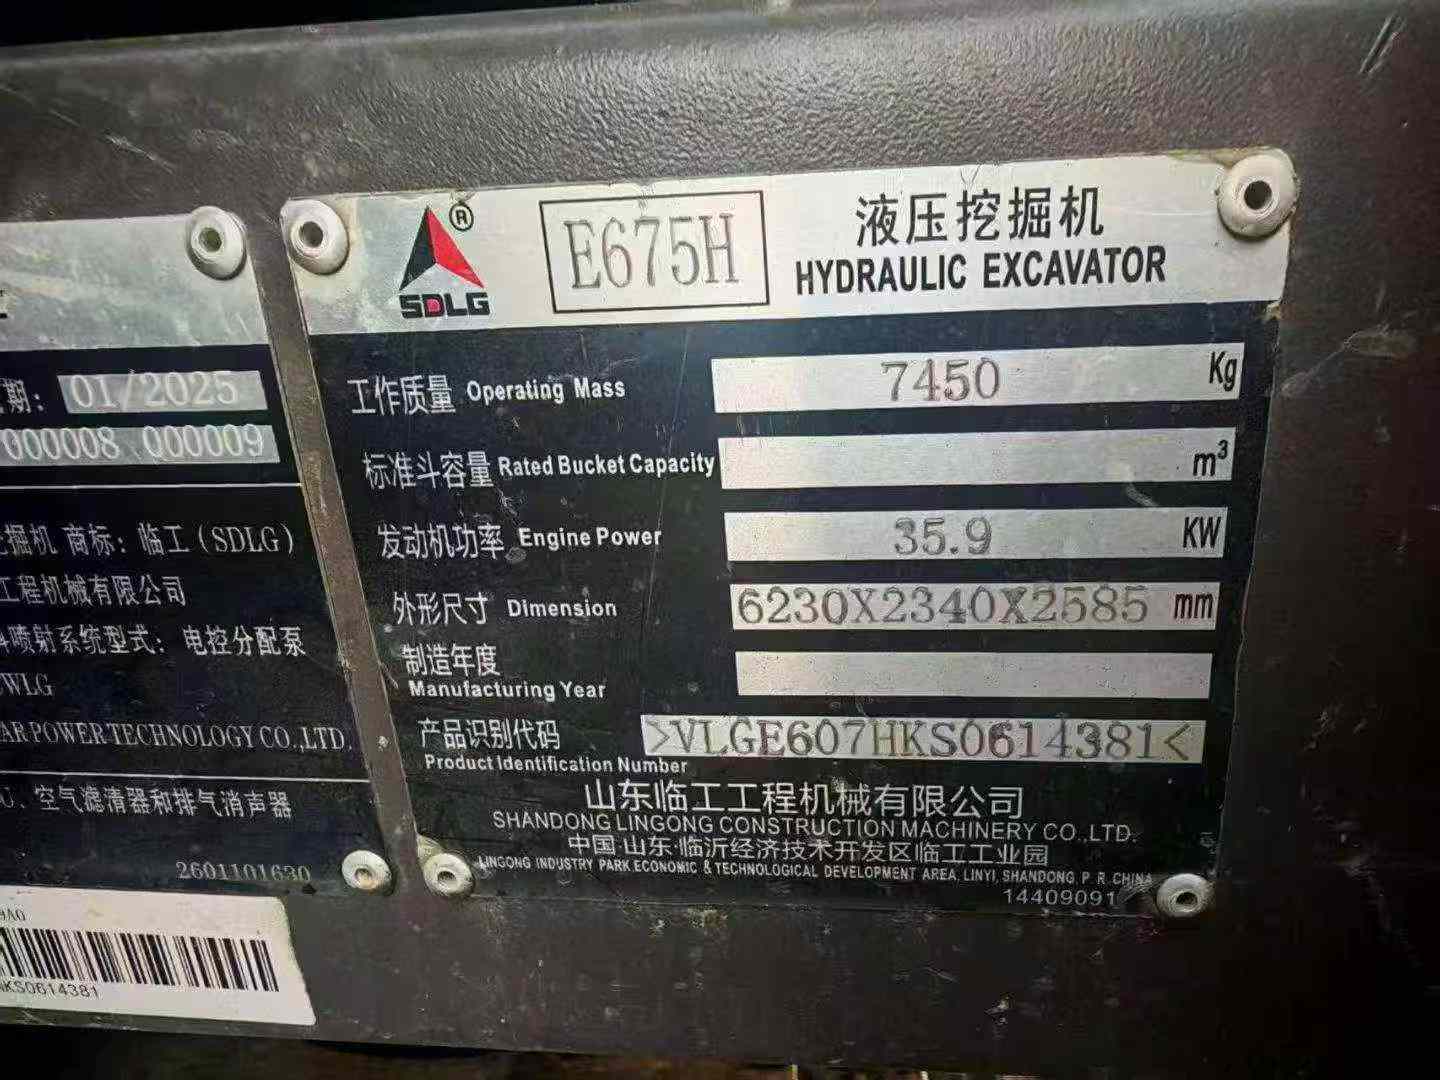 期: 01/2025
000008 000009
掘机 商标: 临工(SDLG)
工程机械有限公司
喷射系统型式: 电控分配泵
WLG
AR POWER TECHNOLOGY CO.,LTD.
、空气滤清器和排气消声器
2601101630
9A0
KS0614381
®
SDLG
E675H
液压挖掘机
HYDRAULIC EXCAVATOR
工作质量 Operating Mass 7450 Kg
标准斗容量 Rated Bucket Capacity m³
发动机功率 Engine Power 35.9 KW
外形尺寸 Dimension 6230X2340X2585 mm
制造年度
Manufacturing Year
产品识别代码 >VLGE607HKS0614381<
Product Identification Number
山东临工工程机械有限公司
SHANDONG LINGONG CONSTRUCTION MACHINERY CO.,LTD.
中国·山东·临沂经济技术开发区临工工业园
LINGONG INDUSTRY PARK ECONOMIC & TECHNOLOGICAL DEVELOPMENT AREA, LINYI, SHANDONG, P. R. CHINA
14409091